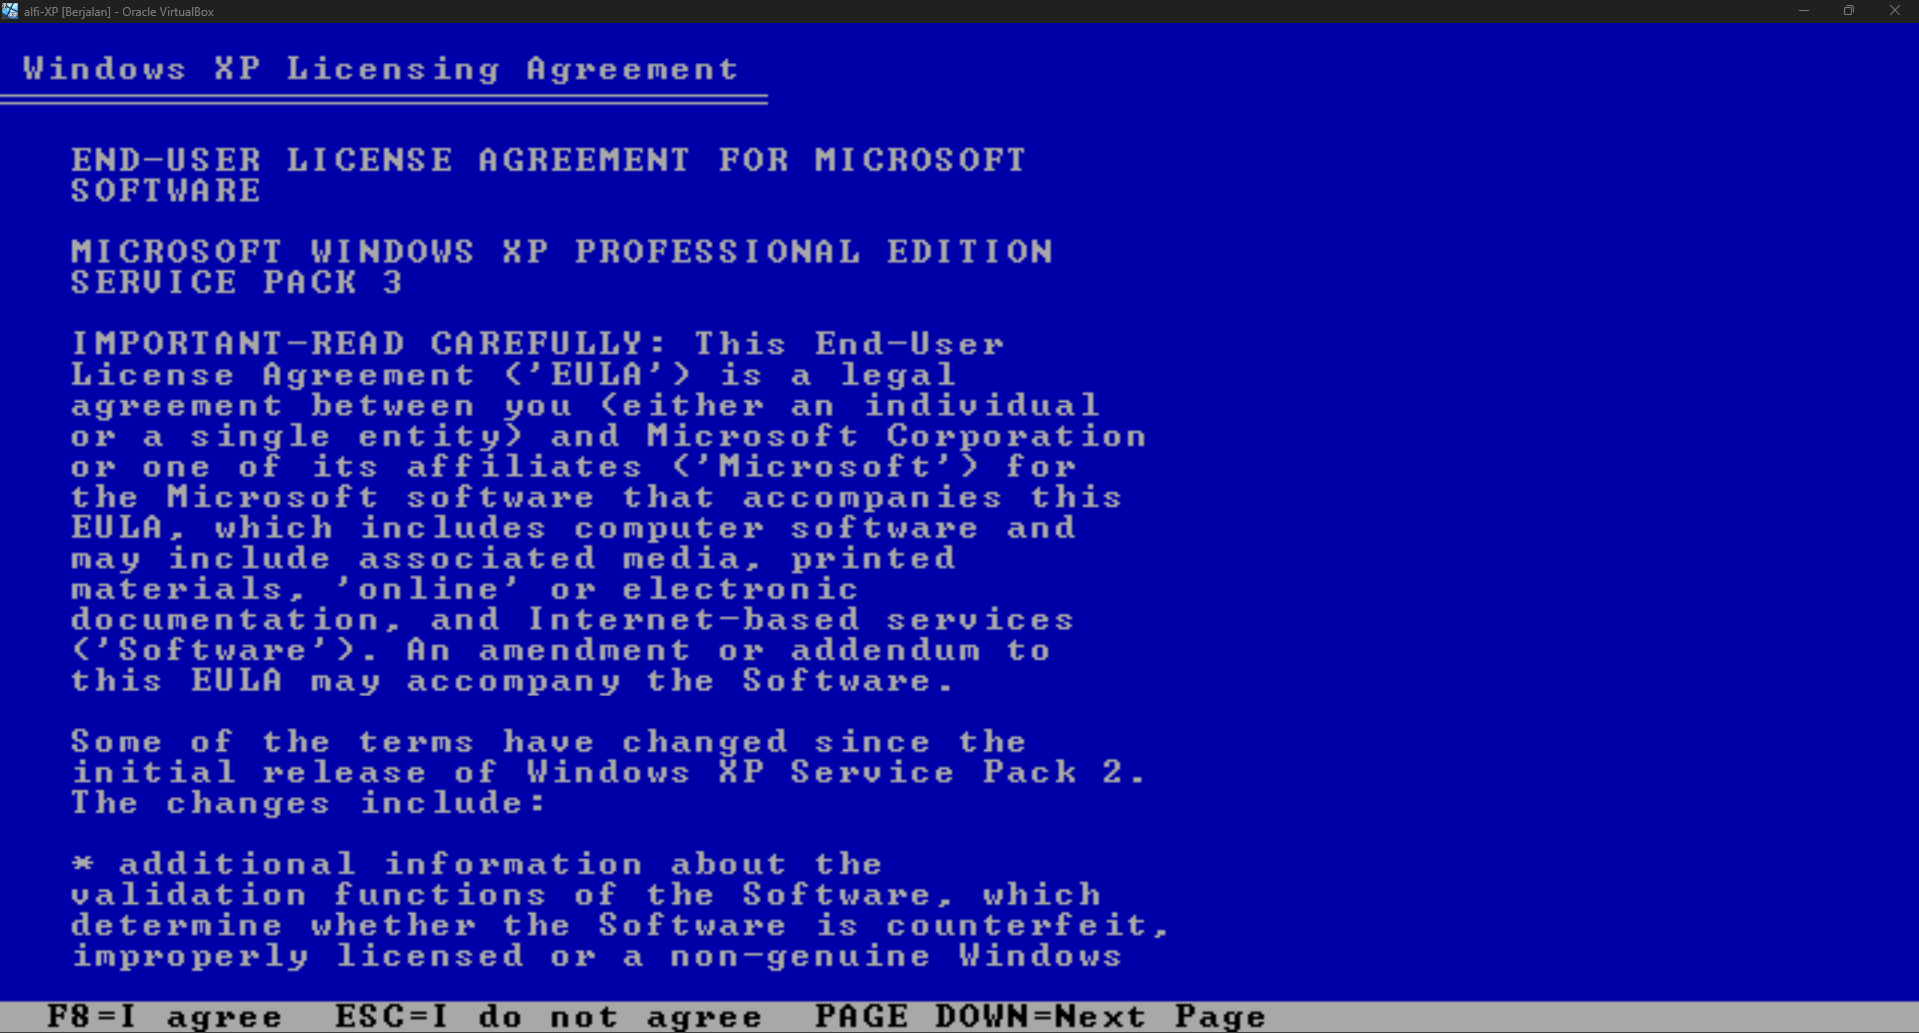 alfi-XP [Berjalan] - Oracle VirtualBox
Windows XP Licensing Agreement
END-USER LICENSE AGREEMENT FOR MICROSOFT
SOFTWARE
MICROSOFT WINDOWS XP PROFESSIONAL EDITION
SERVICE PACK 3
IMPORTANT-READ CAREFULLY: This End-User
License Agreement ('EULA') is a legal
agreement between you (either an individual
or a single entity) and Microsoft Corporation
or one of its affiliates ('Microsoft') for
the Microsoft software that accompanies this
EULA, which includes computer software and
may include associated media, printed
materials, 'online' or electronic
documentation, and Internet-based services
('Software'). An amendment or addendum to
this EULA may accompany the Software.
Some of the terms have changed since the
initial release of Windows XP Service Pack 2.
The changes include:
* additional information about the
validation functions of the Software, which
determine whether the Software is counterfeit,
improperly licensed or a non-genuine Windows
F8=I agree ESC=I do not agree PAGE DOWN=Next Page